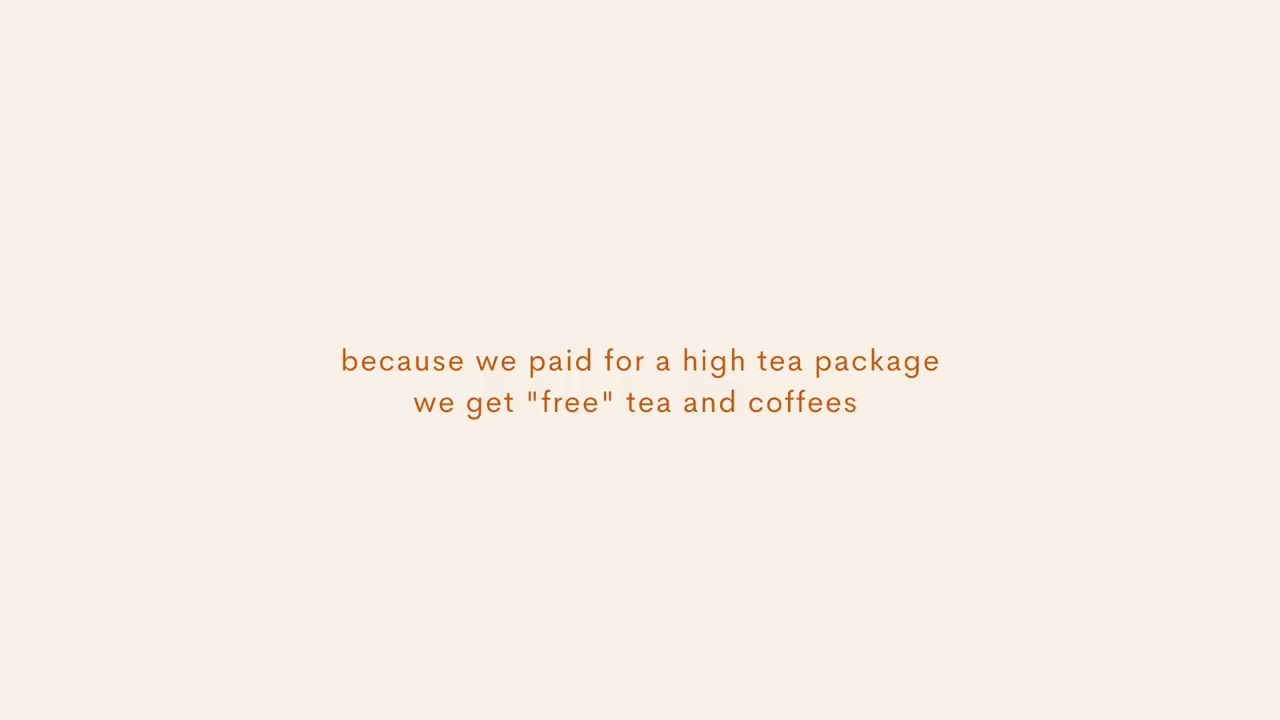 because we paid for a high tea package
we get "free" tea and coffees